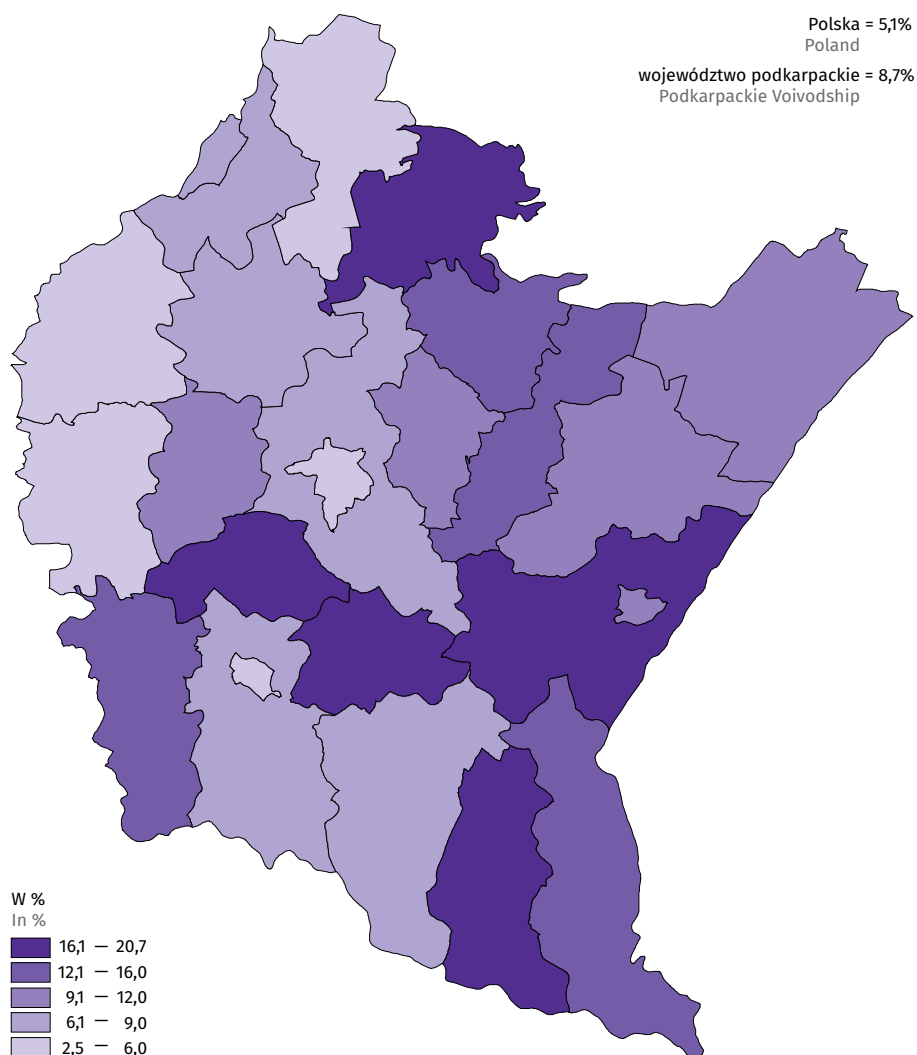 Polska = 5,1%
Poland
województwo podkarpackie = 8,7%
Podkarpackie Voivodship
W %
In %
16,1 — 20,7
12,1 — 16,0
9,1 — 12,0
6,1 — 9,0
2,5 — 6,0